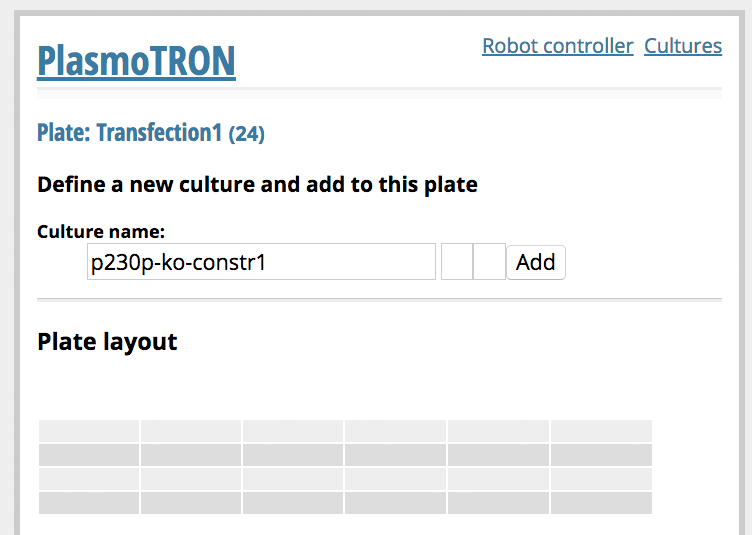 PlasmoTRON
Robot controller Cultures
Plate: Transfection1 (24)
Define a new culture and add to this plate
Culture name:
p230p-ko-constr1
Add
Plate layout